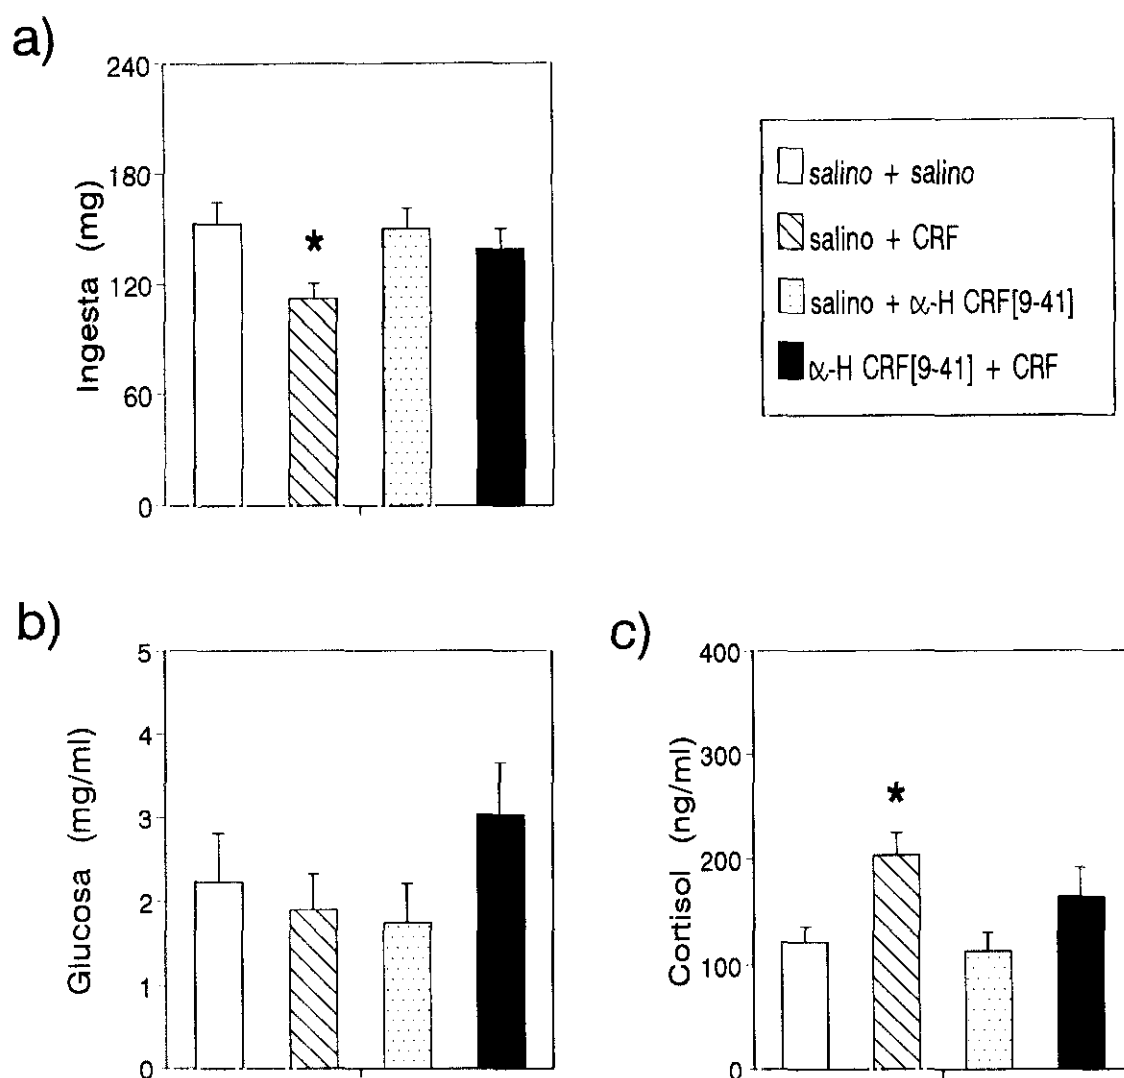 a)
240
180
120
60
0
Ingesta (mg)
*
salino + salino
salino + CRF
salino + α-H CRF[9-41]
α-H CRF[9-41] + CRF
b)
5
4
3
2
1
0
Glucosa (mg/ml)
c)
400
300
200
100
0
Cortisol (ng/ml)
*